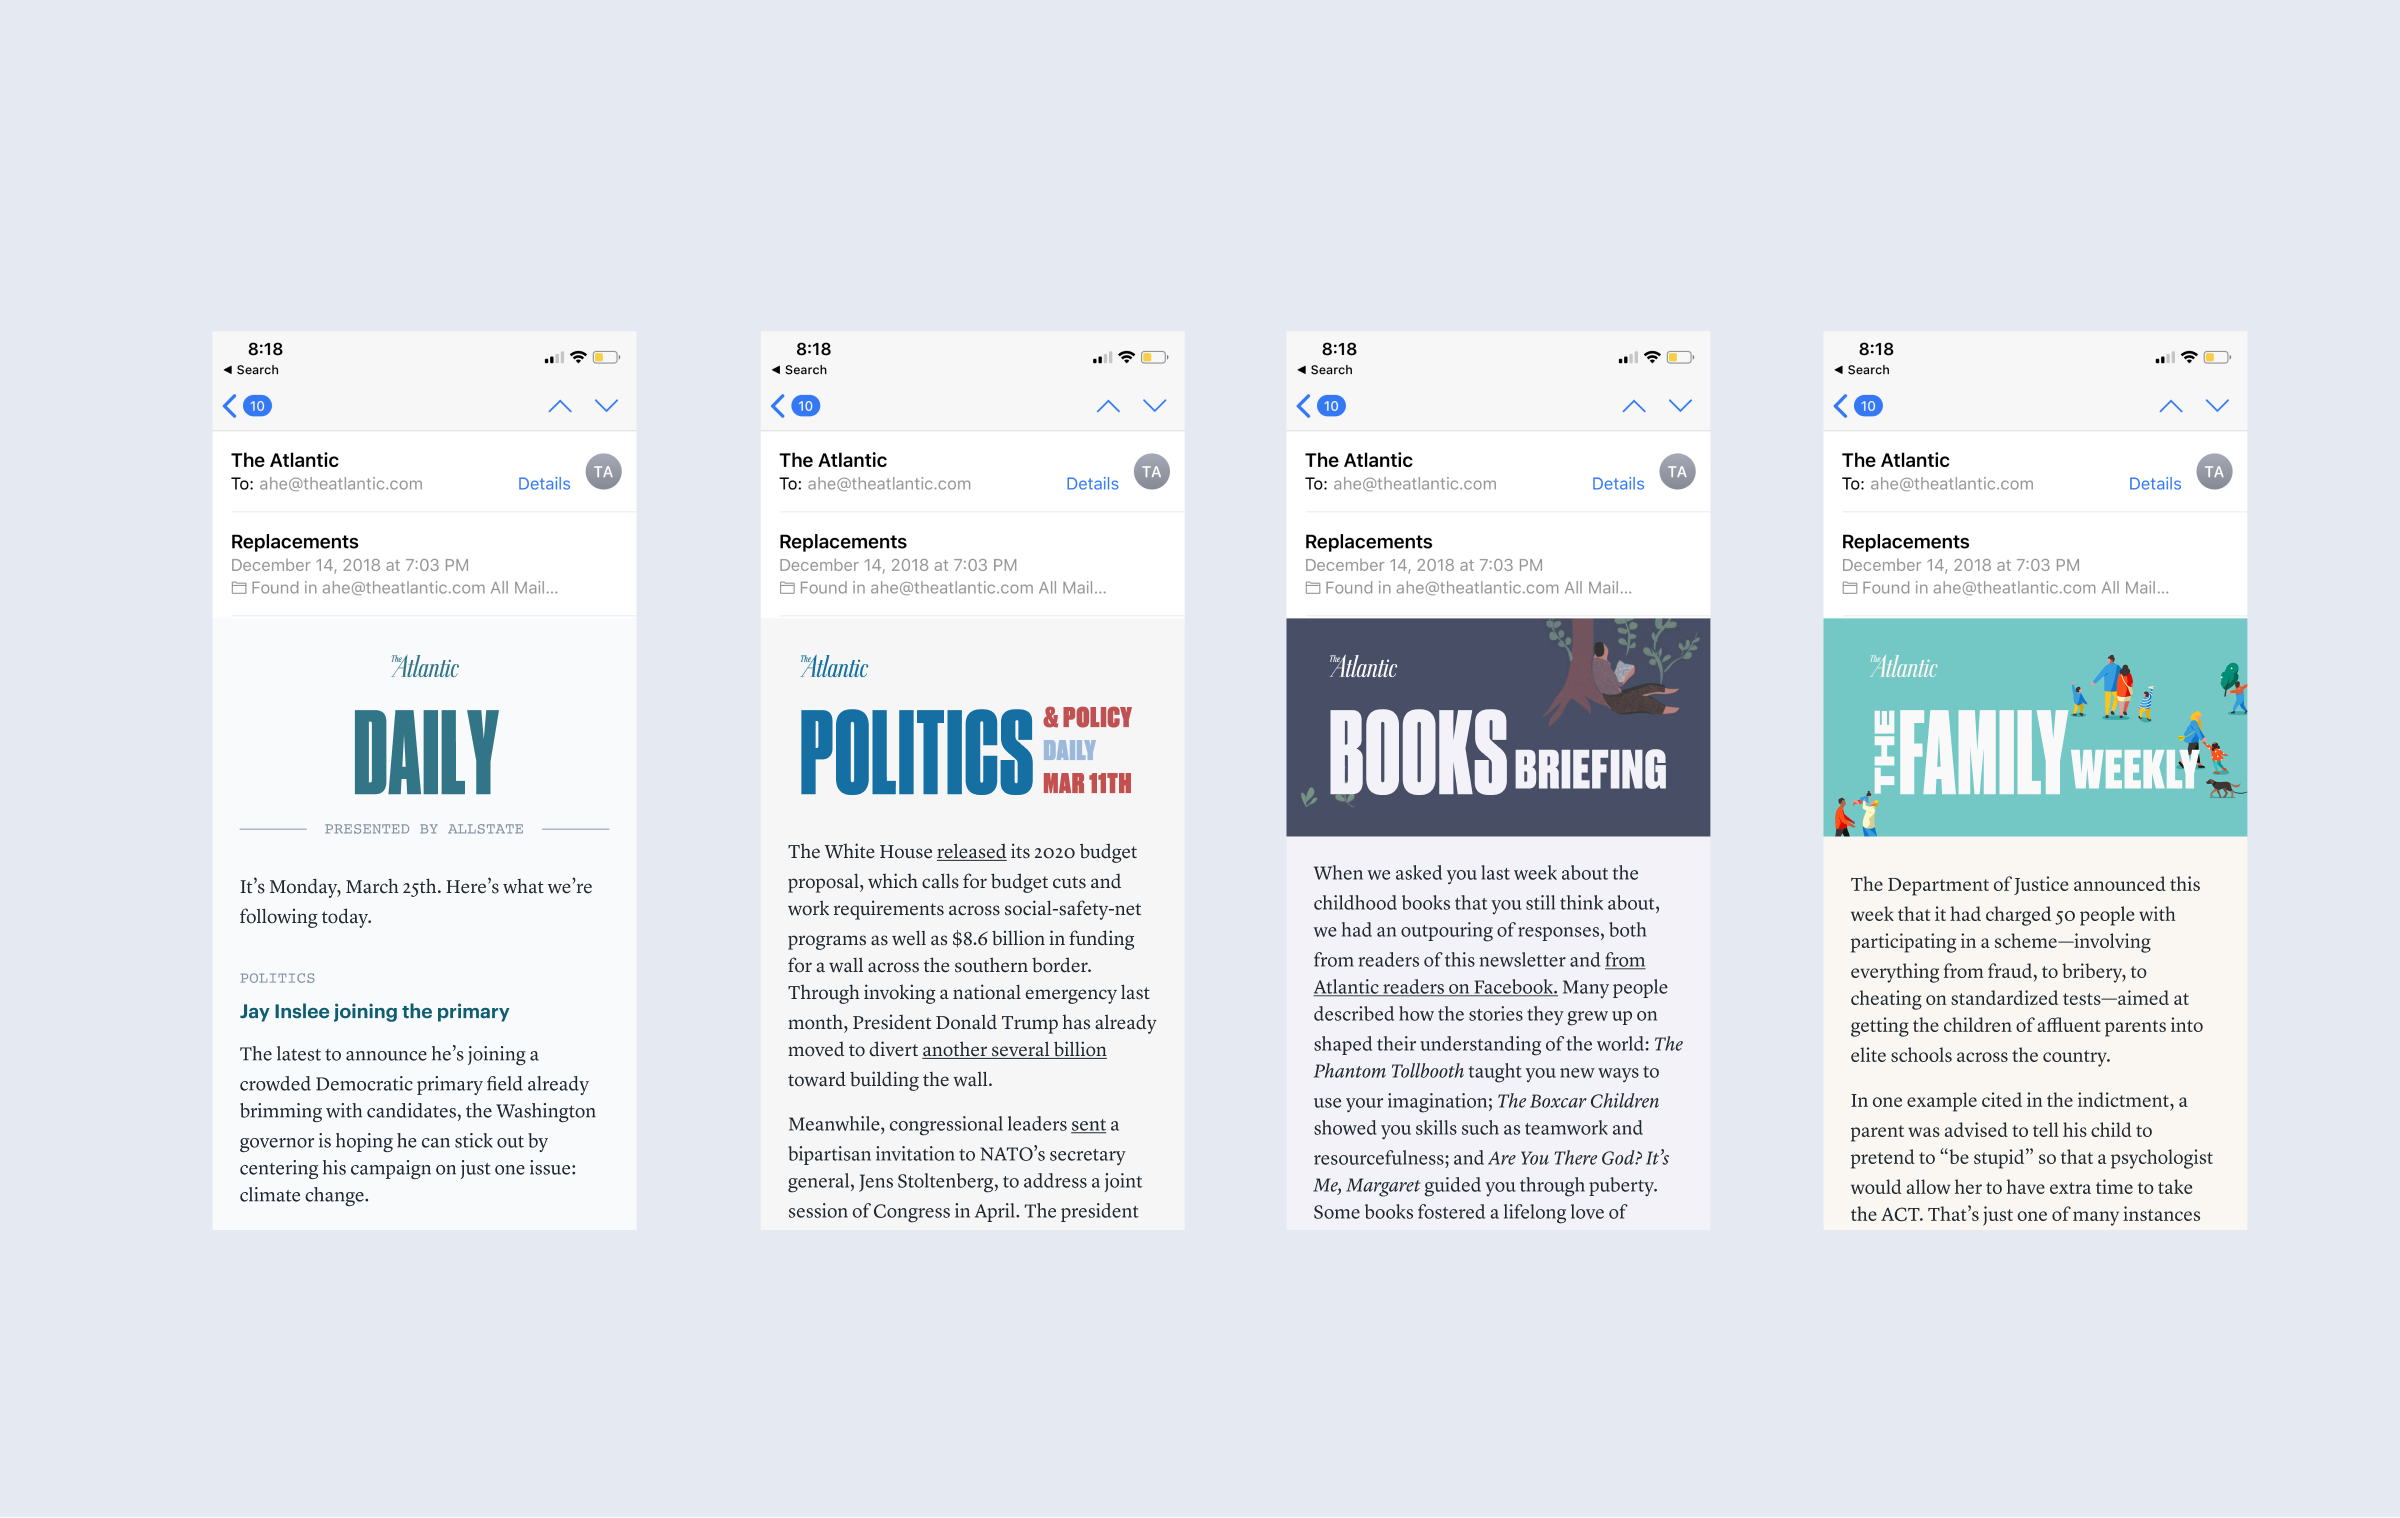 8:18
◀ Search
10
The Atlantic
To: ahe@theatlantic.com
Details
TA
Replacements
December 14, 2018 at 7:03 PM
Found in ahe@theatlantic.com All Mail...
The Atlantic
DAILY
PRESENTED BY ALLSTATE
It’s Monday, March 25th. Here’s what we’re
following today.
POLITICS
Jay Inslee joining the primary
The latest to announce he’s joining a
crowded Democratic primary field already
brimming with candidates, the Washington
governor is hoping he can stick out by
centering his campaign on just one issue:
climate change.
8:18
◀ Search
10
The Atlantic
To: ahe@theatlantic.com
Details
TA
Replacements
December 14, 2018 at 7:03 PM
Found in ahe@theatlantic.com All Mail...
The Atlantic
POLITICS
& POLICY
DAILY
MAR 11TH
The White House released its 2020 budget
proposal, which calls for budget cuts and
work requirements across social-safety-net
programs as well as $8.6 billion in funding
for a wall across the southern border.
Through invoking a national emergency last
month, President Donald Trump has already
moved to divert another several billion
toward building the wall.
Meanwhile, congressional leaders sent a
bipartisan invitation to NATO’s secretary
general, Jens Stoltenberg, to address a joint
session of Congress in April. The president
8:18
◀ Search
10
The Atlantic
To: ahe@theatlantic.com
Details
TA
Replacements
December 14, 2018 at 7:03 PM
Found in ahe@theatlantic.com All Mail...
The Atlantic
BOOKS BRIEFING
When we asked you last week about the
childhood books that you still think about,
we had an outpouring of responses, both
from readers of this newsletter and from
Atlantic readers on Facebook. Many people
described how the stories they grew up on
shaped their understanding of the world: The
Phantom Tollbooth taught you new ways to
use your imagination; The Boxcar Children
showed you skills such as teamwork and
resourcefulness; and Are You There God? It’s
Me, Margaret guided you through puberty.
Some books fostered a lifelong love of
8:18
◀ Search
10
The Atlantic
To: ahe@theatlantic.com
Details
TA
Replacements
December 14, 2018 at 7:03 PM
Found in ahe@theatlantic.com All Mail...
The Atlantic
THE FAMILY WEEKLY
The Department of Justice announced this
week that it had charged 50 people with
participating in a scheme—involving
everything from fraud, to bribery, to
cheating on standardized tests—aimed at
getting the children of affluent parents into
elite schools across the country.
In one example cited in the indictment, a
parent was advised to tell his child to
pretend to “be stupid” so that a psychologist
would allow her to have extra time to take
the ACT. That’s just one of many instances